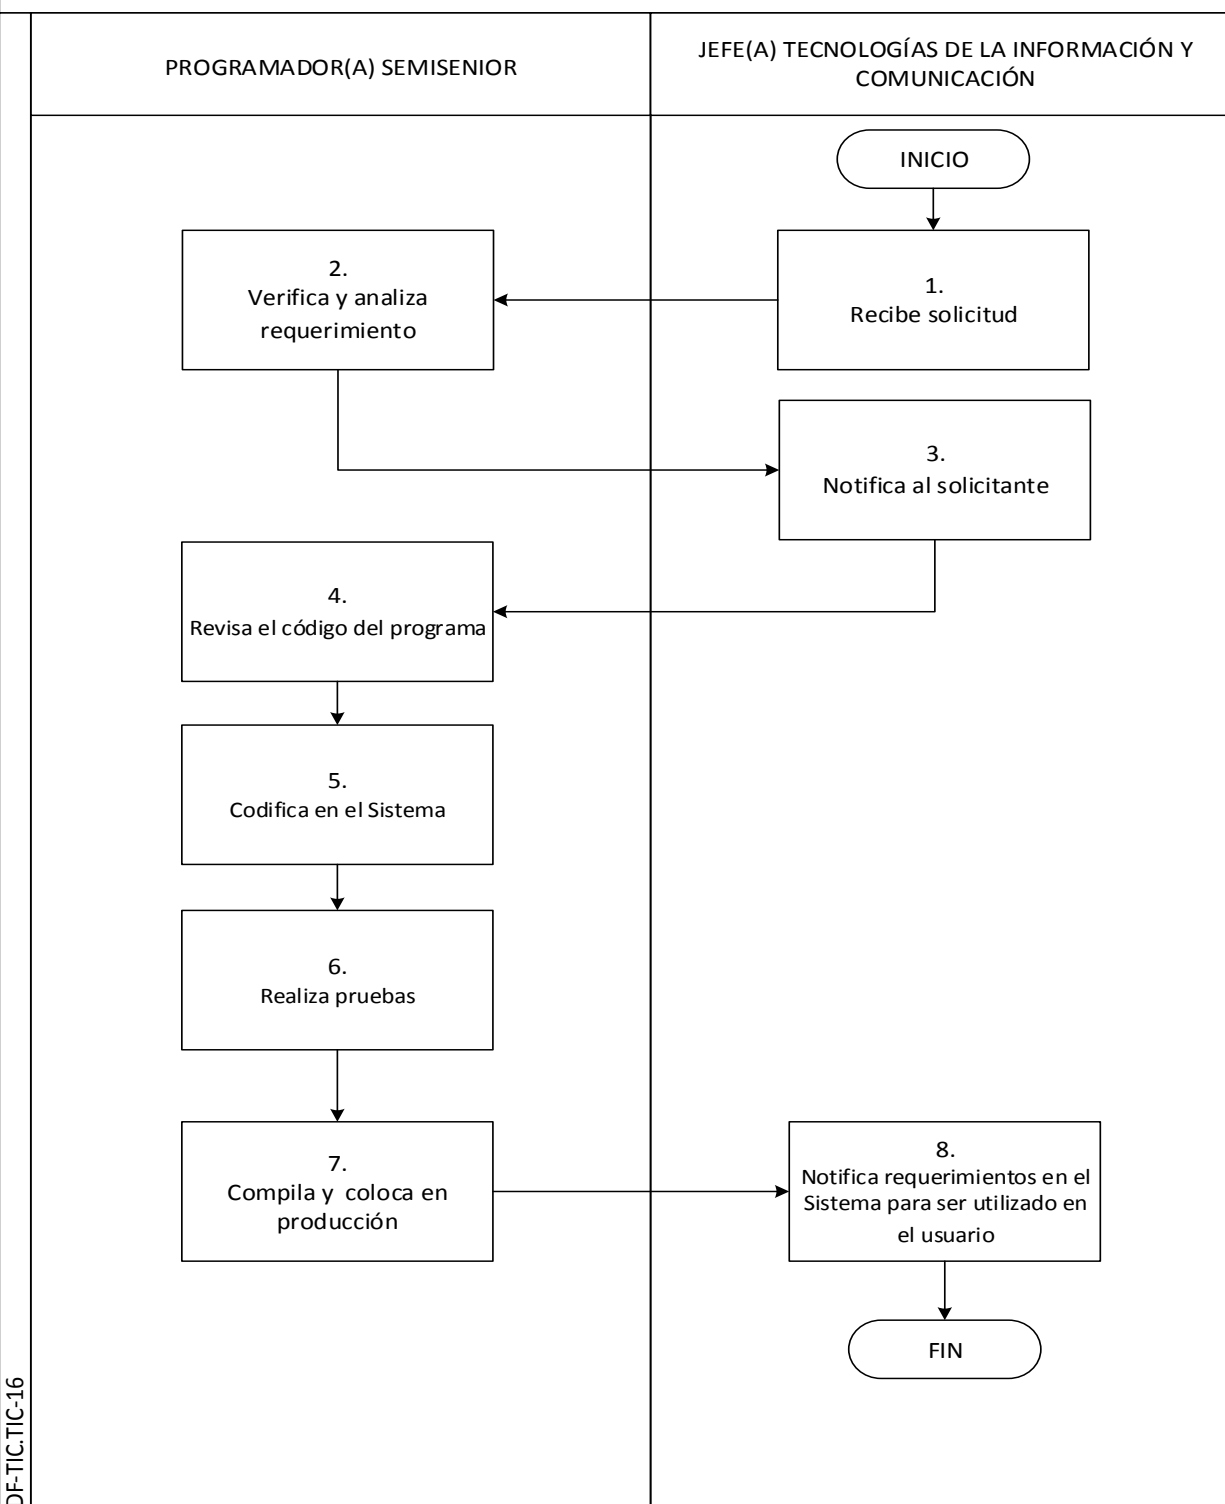 PROGRAMADOR(A) SEMISENIOR
JEFE(A) TECNOLOGÍAS DE LA INFORMACIÓN Y
COMUNICACIÓN
INICIO
1.
Recibe solicitud
2.
Verifica y analiza
requerimiento
3.
Notifica al solicitante
4.
Revisa el código del programa
5.
Codifica en el Sistema
6.
Realiza pruebas
7.
Compila y coloca en
producción
8.
Notifica requerimientos en el
Sistema para ser utilizado en
el usuario
FIN
DF-TIC.TIC-16